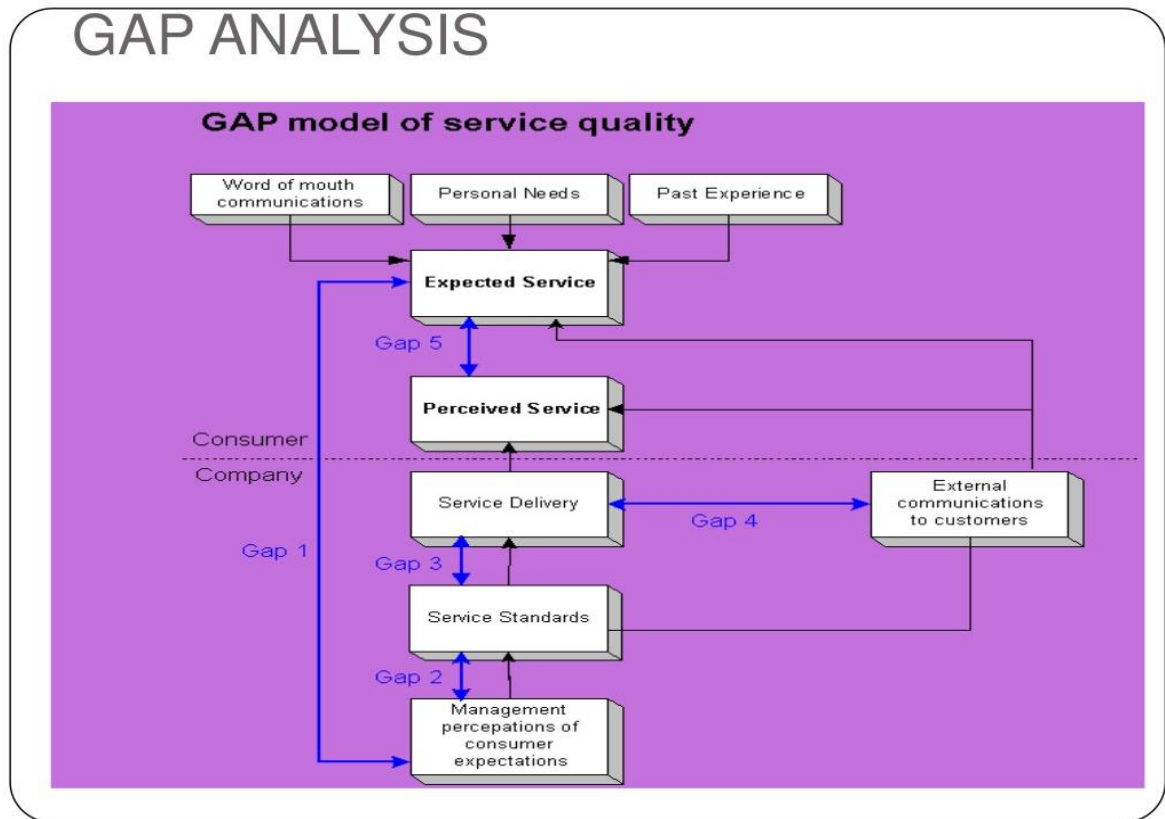 GAP ANALYSIS
GAP model of service quality
Word of mouth
communications
Personal Needs
Past Experience
Expected Service
Gap 5
Perceived Service
Consumer
Company
Service Delivery
Gap 4
External
communications
to customers
Gap 1
Gap 3
Service Standards
Gap 2
Management
percepations of
consumer
expectations